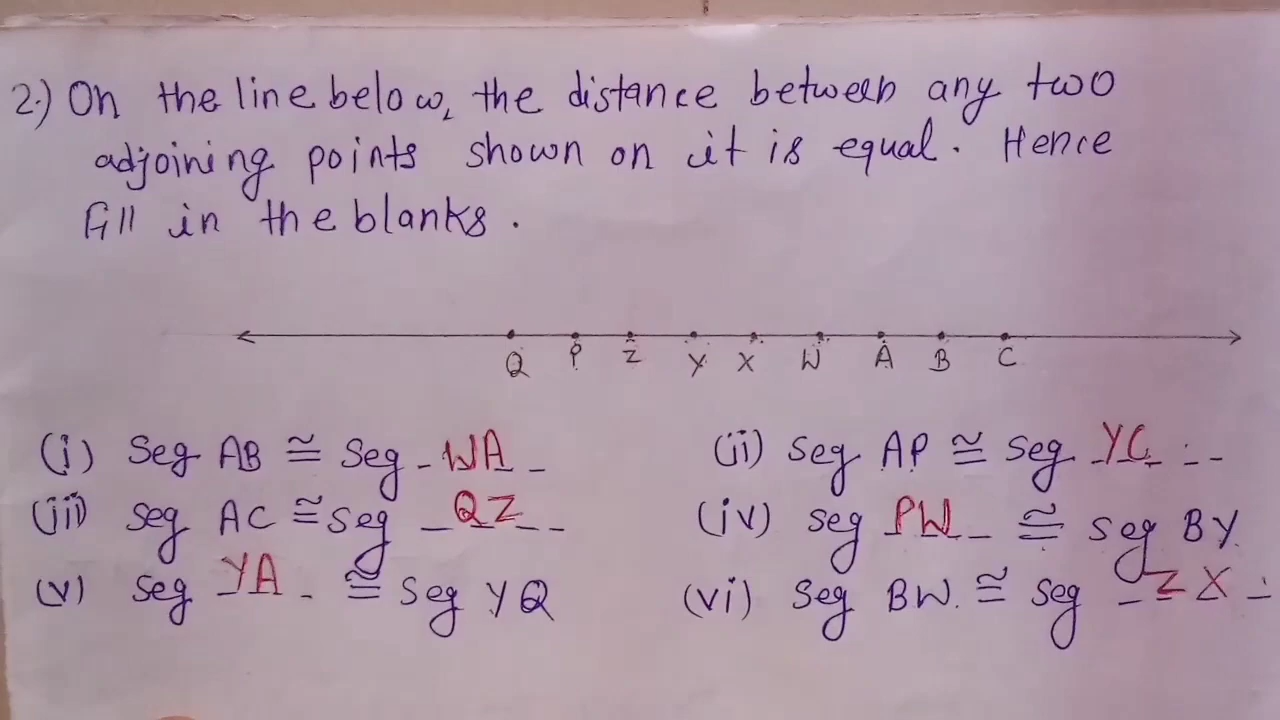 2.) On the line below, the distance between any two
adjoining points shown on it is equal. Hence
fill in the blanks.
Q P Z Y X W A B C
(i) Seg AB ≅ Seg WA (ii) Seg AP ≅ Seg YC
(iii) Seg AC ≅ Seg QZ (iv) Seg PW ≅ Seg BY
(v) Seg YA ≅ Seg YQ (vi) Seg BW. ≅ Seg ZX